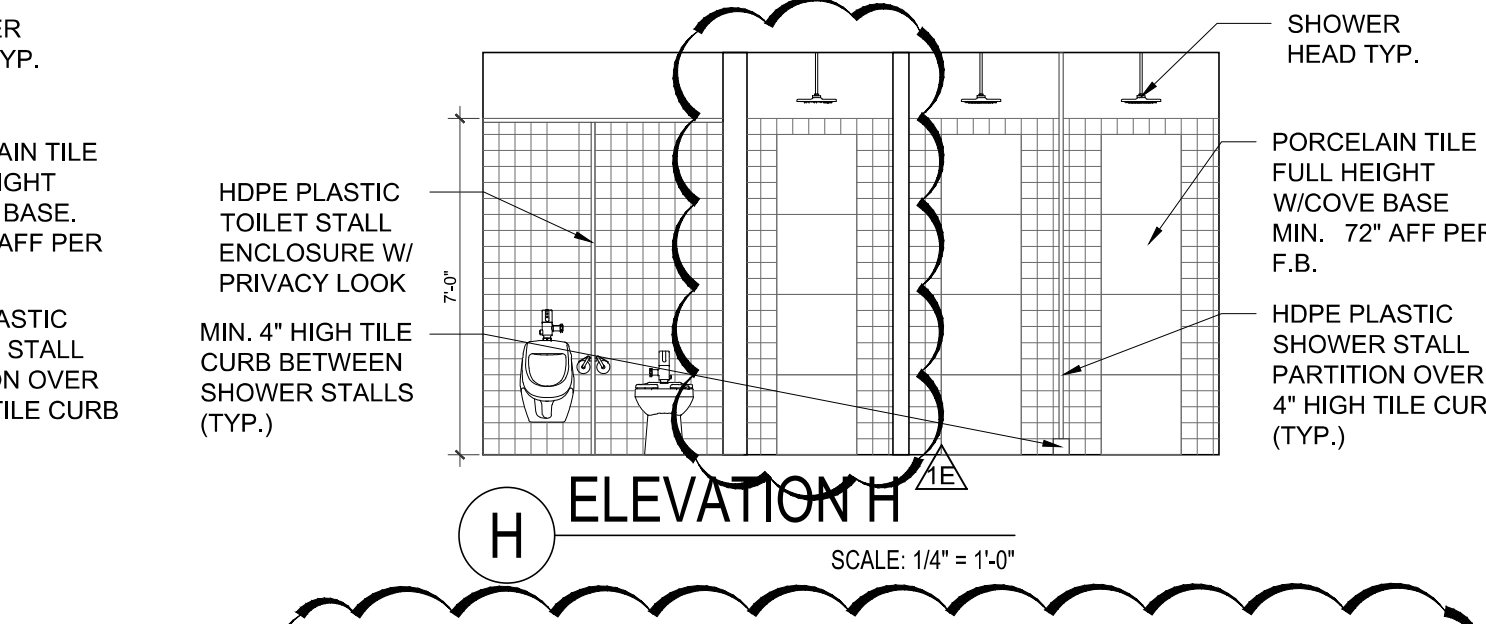 ER
YP.
AIN TILE
IGHT
BASE.
AFF PER
ASTIC
STALL
ON OVER
TILE CURB
HDPE PLASTIC
TOILET STALL
ENCLOSURE W/
PRIVACY LOOK
MIN. 4" HIGH TILE
CURB BETWEEN
SHOWER STALLS
(TYP.)
7'-0"
SHOWER
HEAD TYP.
PORCELAIN TILE
FULL HEIGHT
W/COVE BASE
MIN. 72" AFF PER
F.B.
HDPE PLASTIC
SHOWER STALL
PARTITION OVER
4" HIGH TILE CUR
(TYP.)
1E
H
ELEVATION H
SCALE: 1/4" = 1'-0"